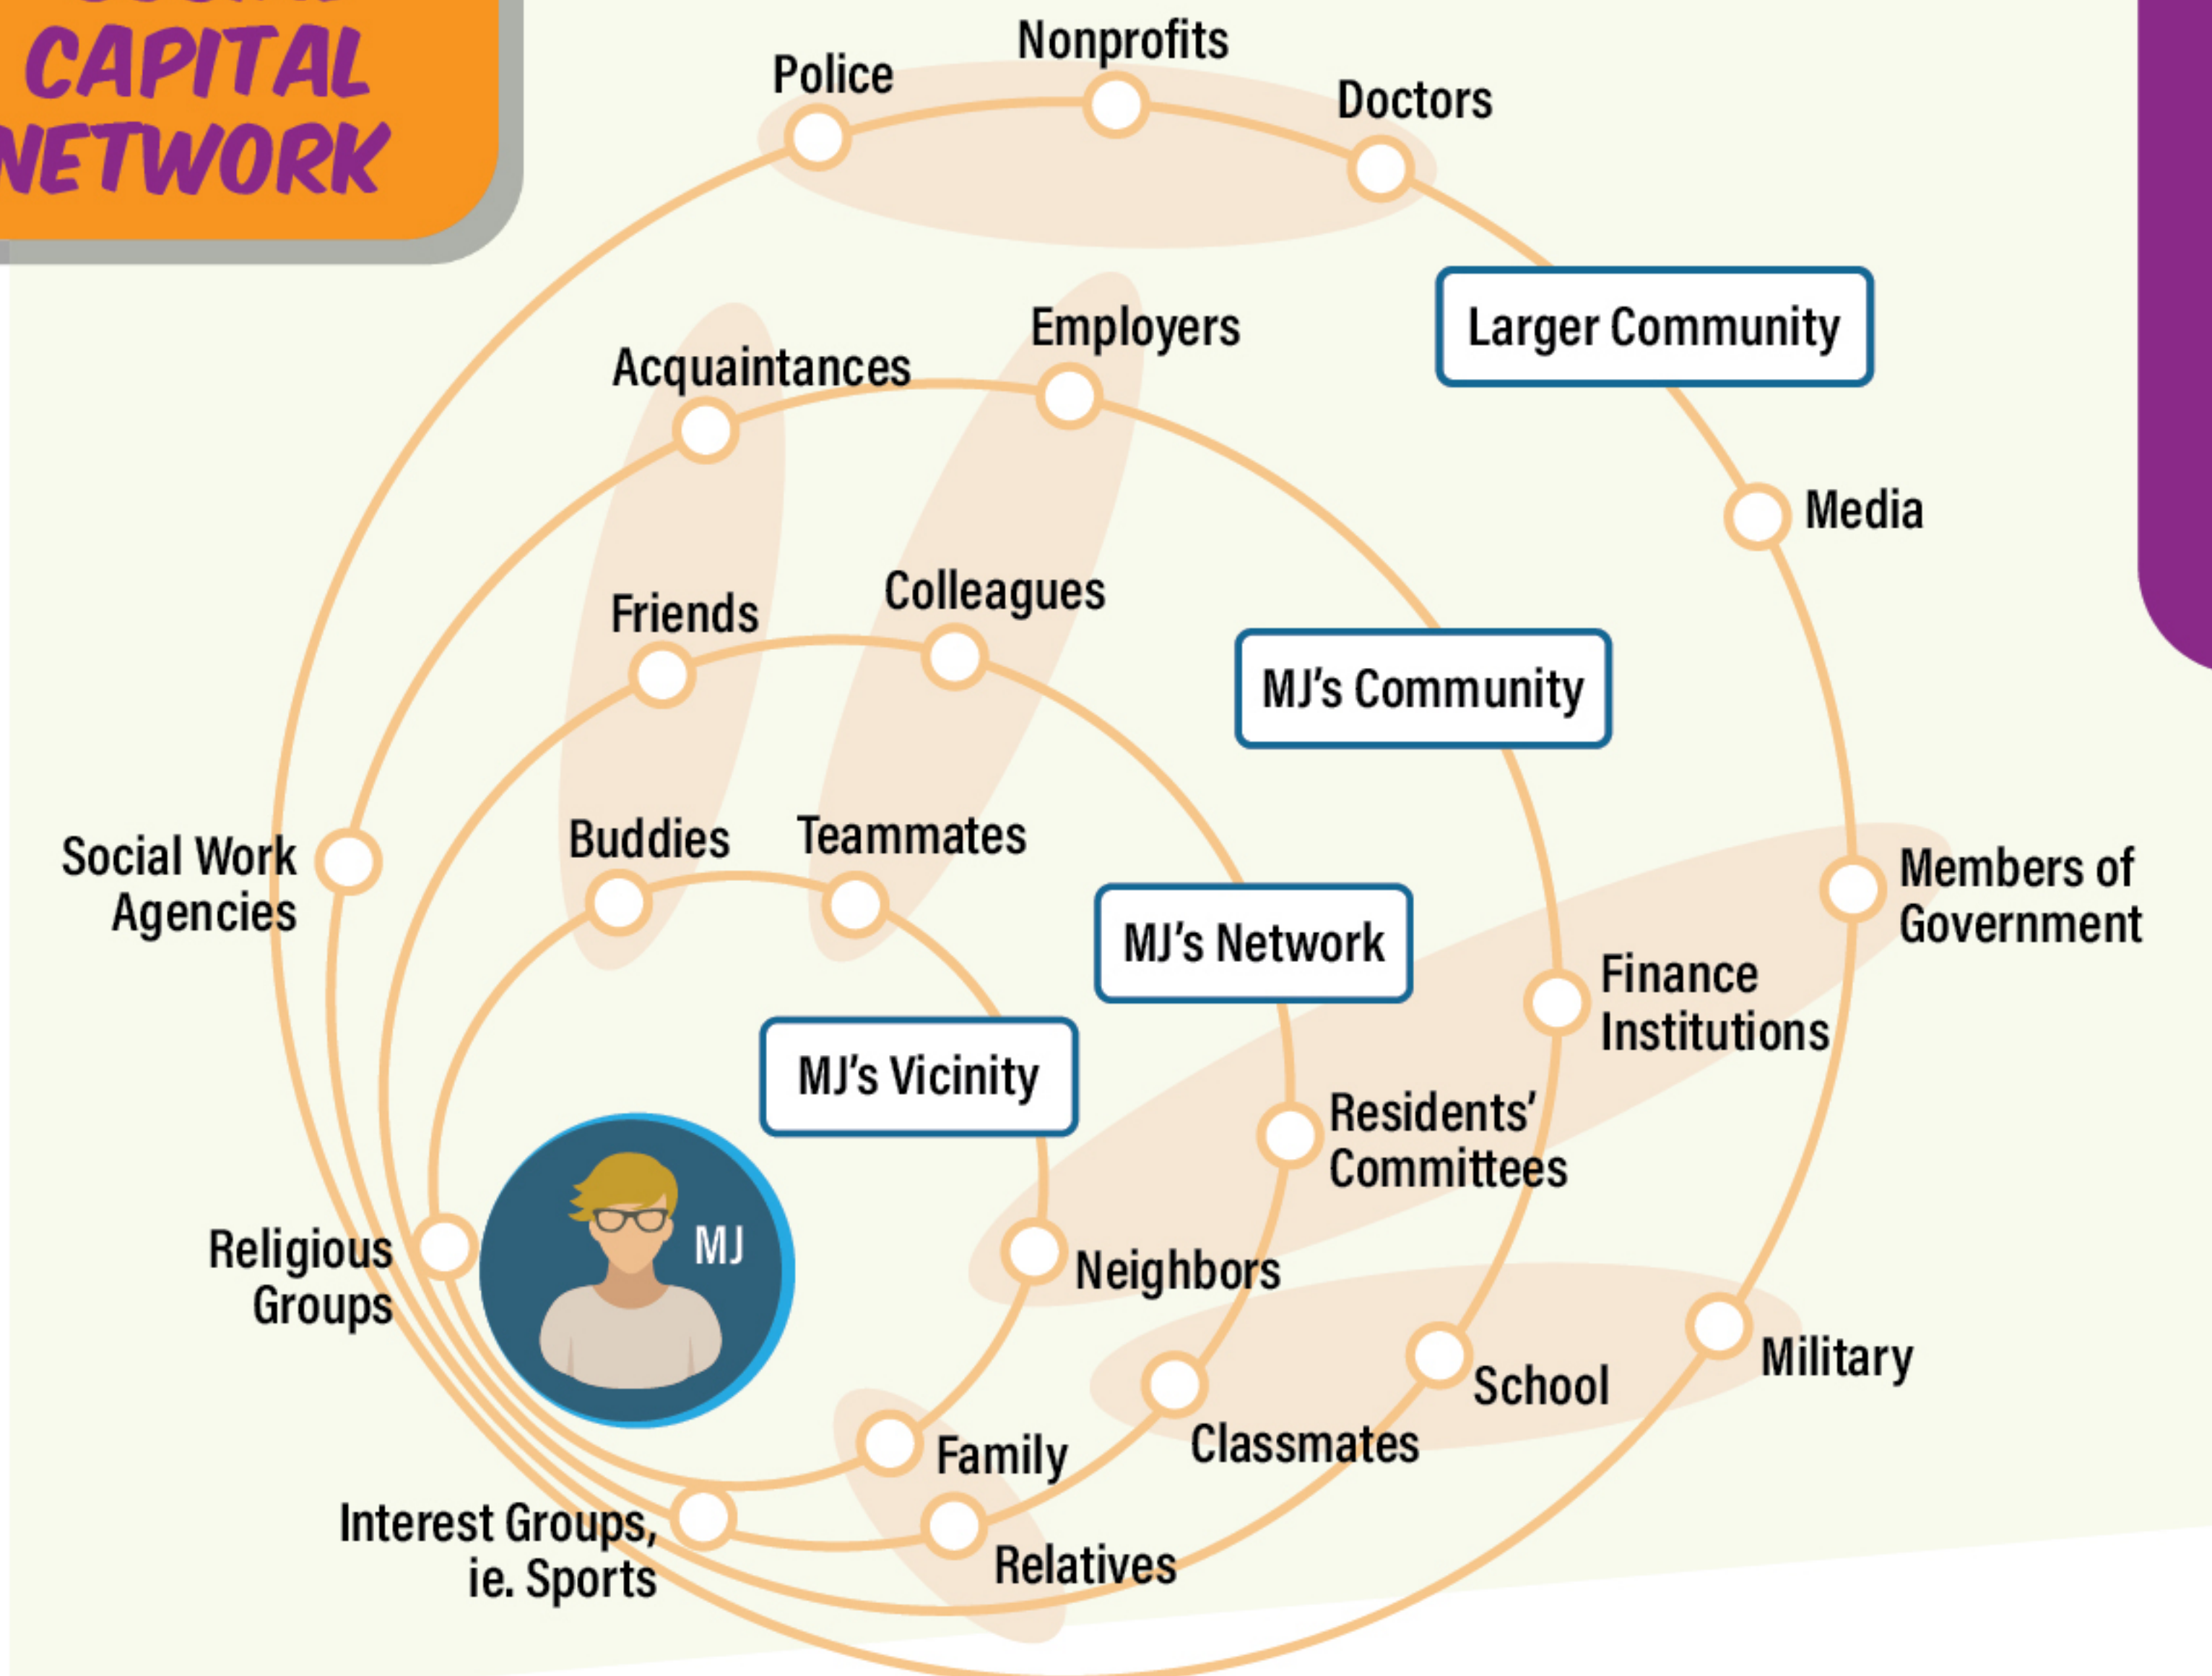 CAPITAL
NETWORK
Nonprofits
Police
Doctors
Larger Community
Employers
Acquaintances
Media
Colleagues
Friends
MJ's Community
Buddies
Teammates
Social Work
Agencies
Members of
Government
MJ's Network
Finance
Institutions
MJ's Vicinity
Residents'
Committees
MJ
Religious
Groups
Neighbors
Military
School
Classmates
Family
Interest Groups,
ie. Sports
Relatives